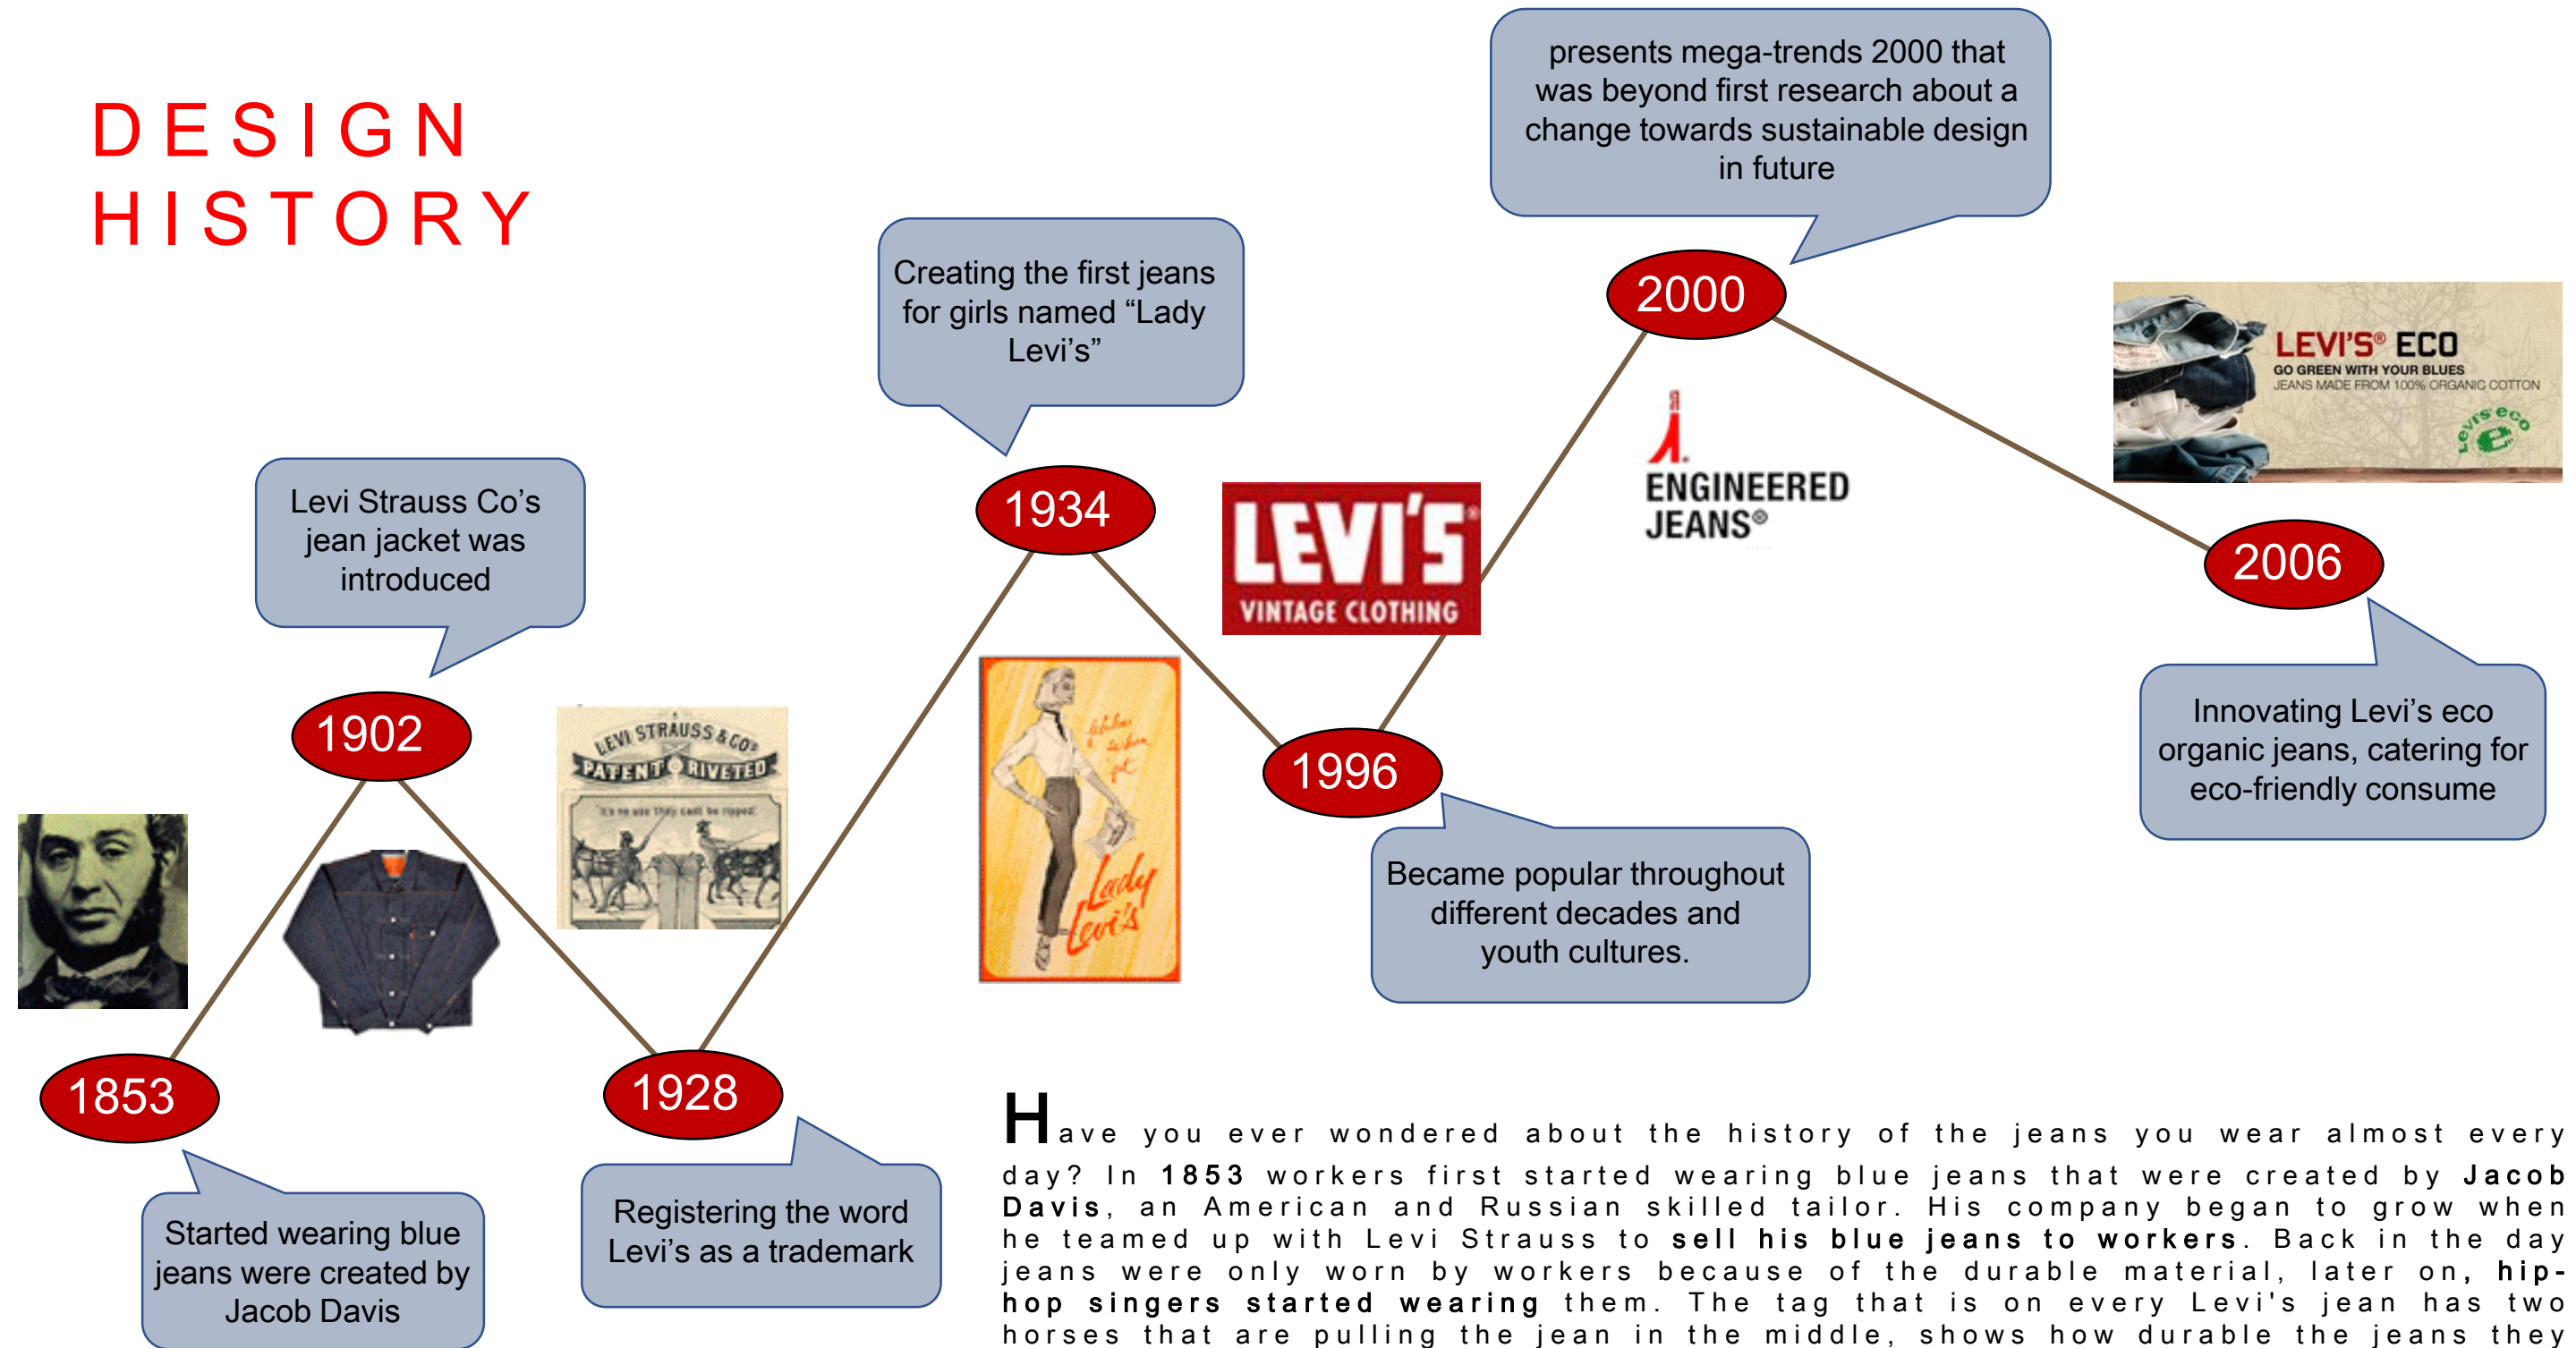 DESIGN
HISTORY
presents mega-trends 2000 that
was beyond first research about a
change towards sustainable design
in future
Creating the first jeans
for girls named “Lady
Levi’s”
2000
LEVI'S® ECO
GO GREEN WITH YOUR BLUES
JEANS MADE FROM 100% ORGANIC COTTON
levi's eco
e
Levi Strauss Co’s
jean jacket was
introduced
1934
LEVI'S®
VINTAGE CLOTHING
ENGINEERED
JEANS®
2006
1902
LEVI STRAUSS & CO'S
PATENT RIVETED
"It's no use they can't be ripped"
Lady
Levi's
1996
Innovating Levi’s eco
organic jeans, catering for
eco-friendly consume
Became popular throughout
different decades and
youth cultures.
1853
1928
Started wearing blue
jeans were created by
Jacob Davis
Registering the word
Levi’s as a trademark
Have you ever wondered about the history of the jeans you wear almost every
day? In 1853 workers first started wearing blue jeans that were created by Jacob
Davis, an American and Russian skilled tailor. His company began to grow when
he teamed up with Levi Strauss to sell his blue jeans to workers. Back in the day
jeans were only worn by workers because of the durable material, later on, hip-
hop singers started wearing them. The tag that is on every Levi's jean has two
horses that are pulling the jean in the middle, shows how durable the jeans they